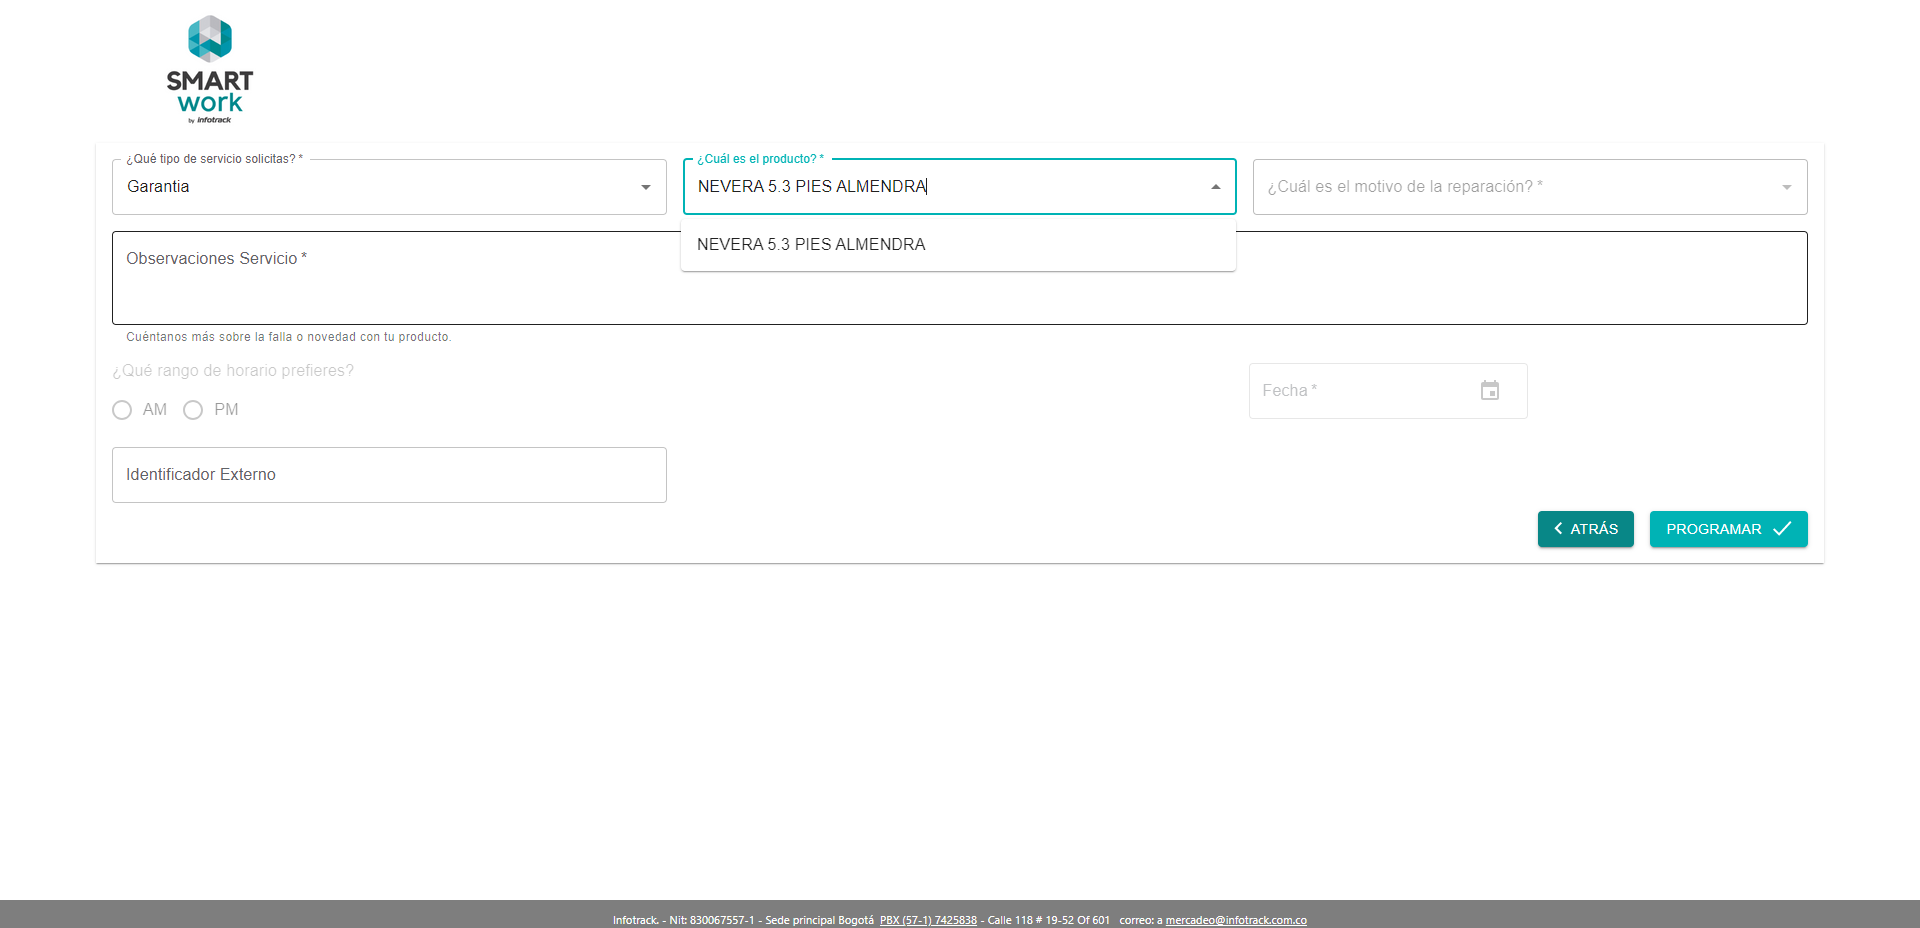 SMART
work
by infotrack
¿Qué tipo de servicio solicitas? *
Garantia
¿Cuál es el producto? *
NEVERA 5.3 PIES ALMENDRA
¿Cuál es el motivo de la reparación? *
NEVERA 5.3 PIES ALMENDRA
Observaciones Servicio *
Cuéntanos más sobre la falla o novedad con tu producto.
¿Qué rango de horario prefieres?
AM
PM
Fecha *
Identificador Externo
ATRÁS
PROGRAMAR
Infotrack. - Nit: 830067557-1 - Sede principal Bogotá PBX (57-1) 7425838 - Calle 118 # 19-52 Of 601 correo: a mercadeo@infotrack.com.co